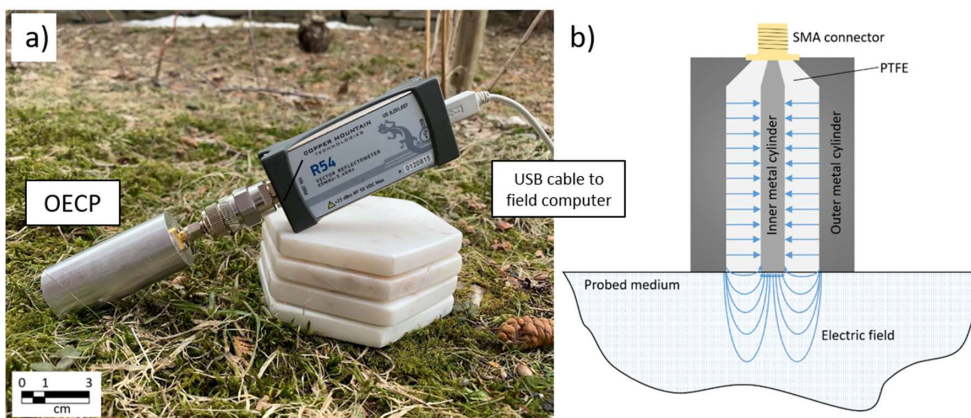 a)
OECP
COPPER MOUNTAIN
TECHNOLOGIES
R54
VECTOR REFLECTOMETER
0120815
USB cable to
field computer
0 1 3
cm
b)
SMA connector
PTFE
Inner metal cylinder
Outer metal cylinder
Probed medium
Electric field